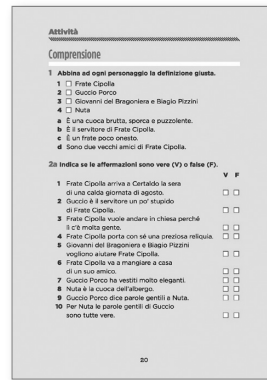 Attività
Comprensione
1 Abbina ad ogni personaggio la definizione giusta.
1 □ Frate Cipolla
2 □ Guccio Porco
3 □ Giovanni del Bragoniera e Biagio Pizzini
4 □ Nuta
a È una cuoca brutta, sporca e puzzolente.
b È il servitore di Frate Cipolla.
c È un frate poco onesto.
d Sono due vecchi amici di Frate Cipolla.
2a Indica se le affermazioni sono vere (V) o false (F).
V F
1 Frate Cipolla arriva a Certaldo la sera
di una calda giornata di agosto. □ □
2 Guccio è il servitore un po' stupido
di Frate Cipolla. □ □
3 Frate Cipolla vuole andare in chiesa perché
lì c'è molta gente. □ □
4 Frate Cipolla porta con sé una preziosa reliquia. □ □
5 Giovanni del Bragoniera e Biagio Pizzini
vogliono aiutare Frate Cipolla. □ □
6 Frate Cipolla va a mangiare a casa
di un suo amico. □ □
7 Guccio Porco ha vestiti molto eleganti. □ □
8 Nuta è la cuoca dell'albergo. □ □
9 Guccio Porco dice parole gentili a Nuta. □ □
10 Per Nuta le parole gentili di Guccio
sono tutte vere. □ □
20